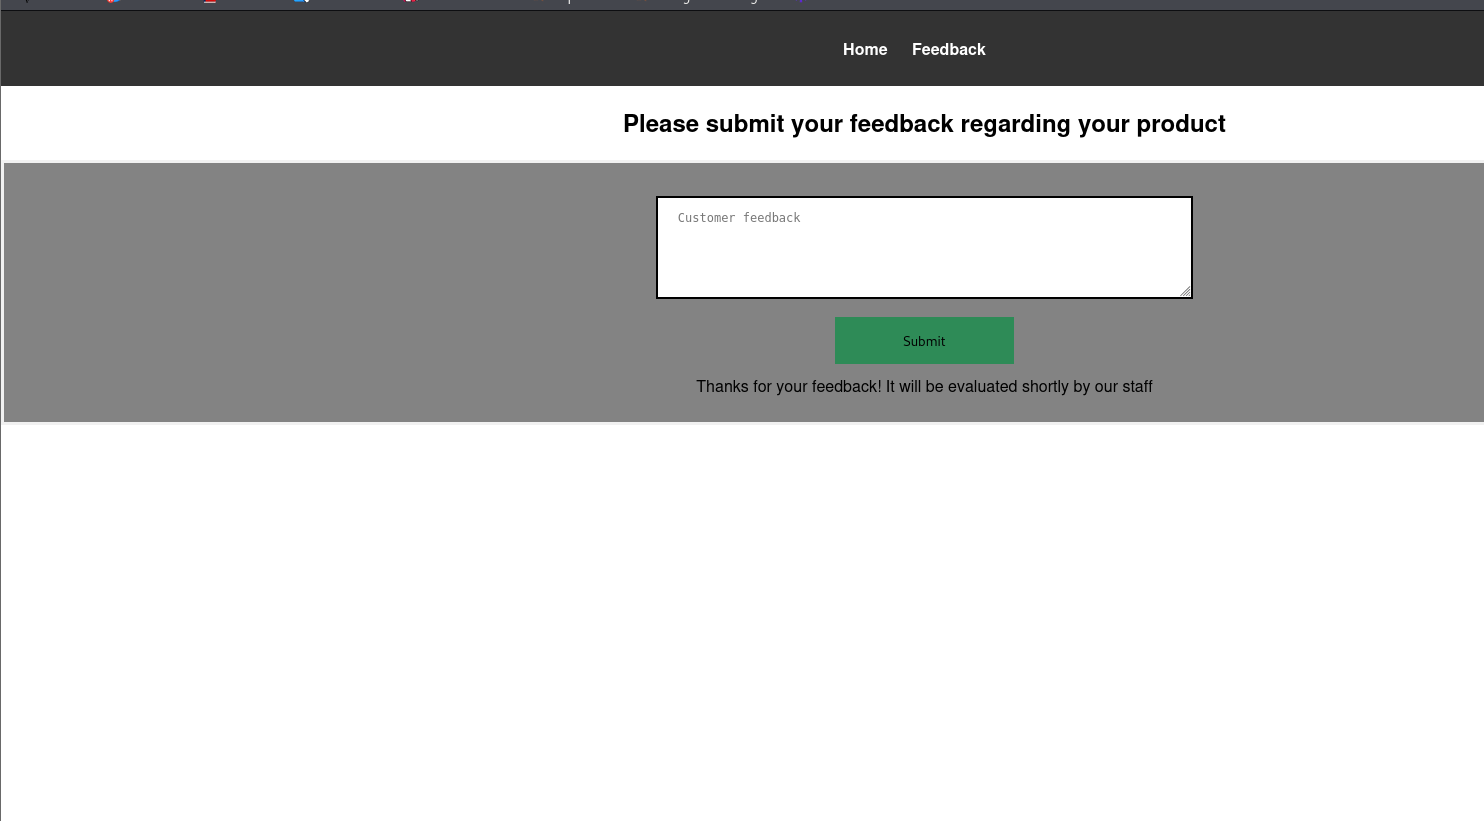 Home Feedback
Please submit your feedback regarding your product
Customer feedback
Submit
Thanks for your feedback! It will be evaluated shortly by our staff